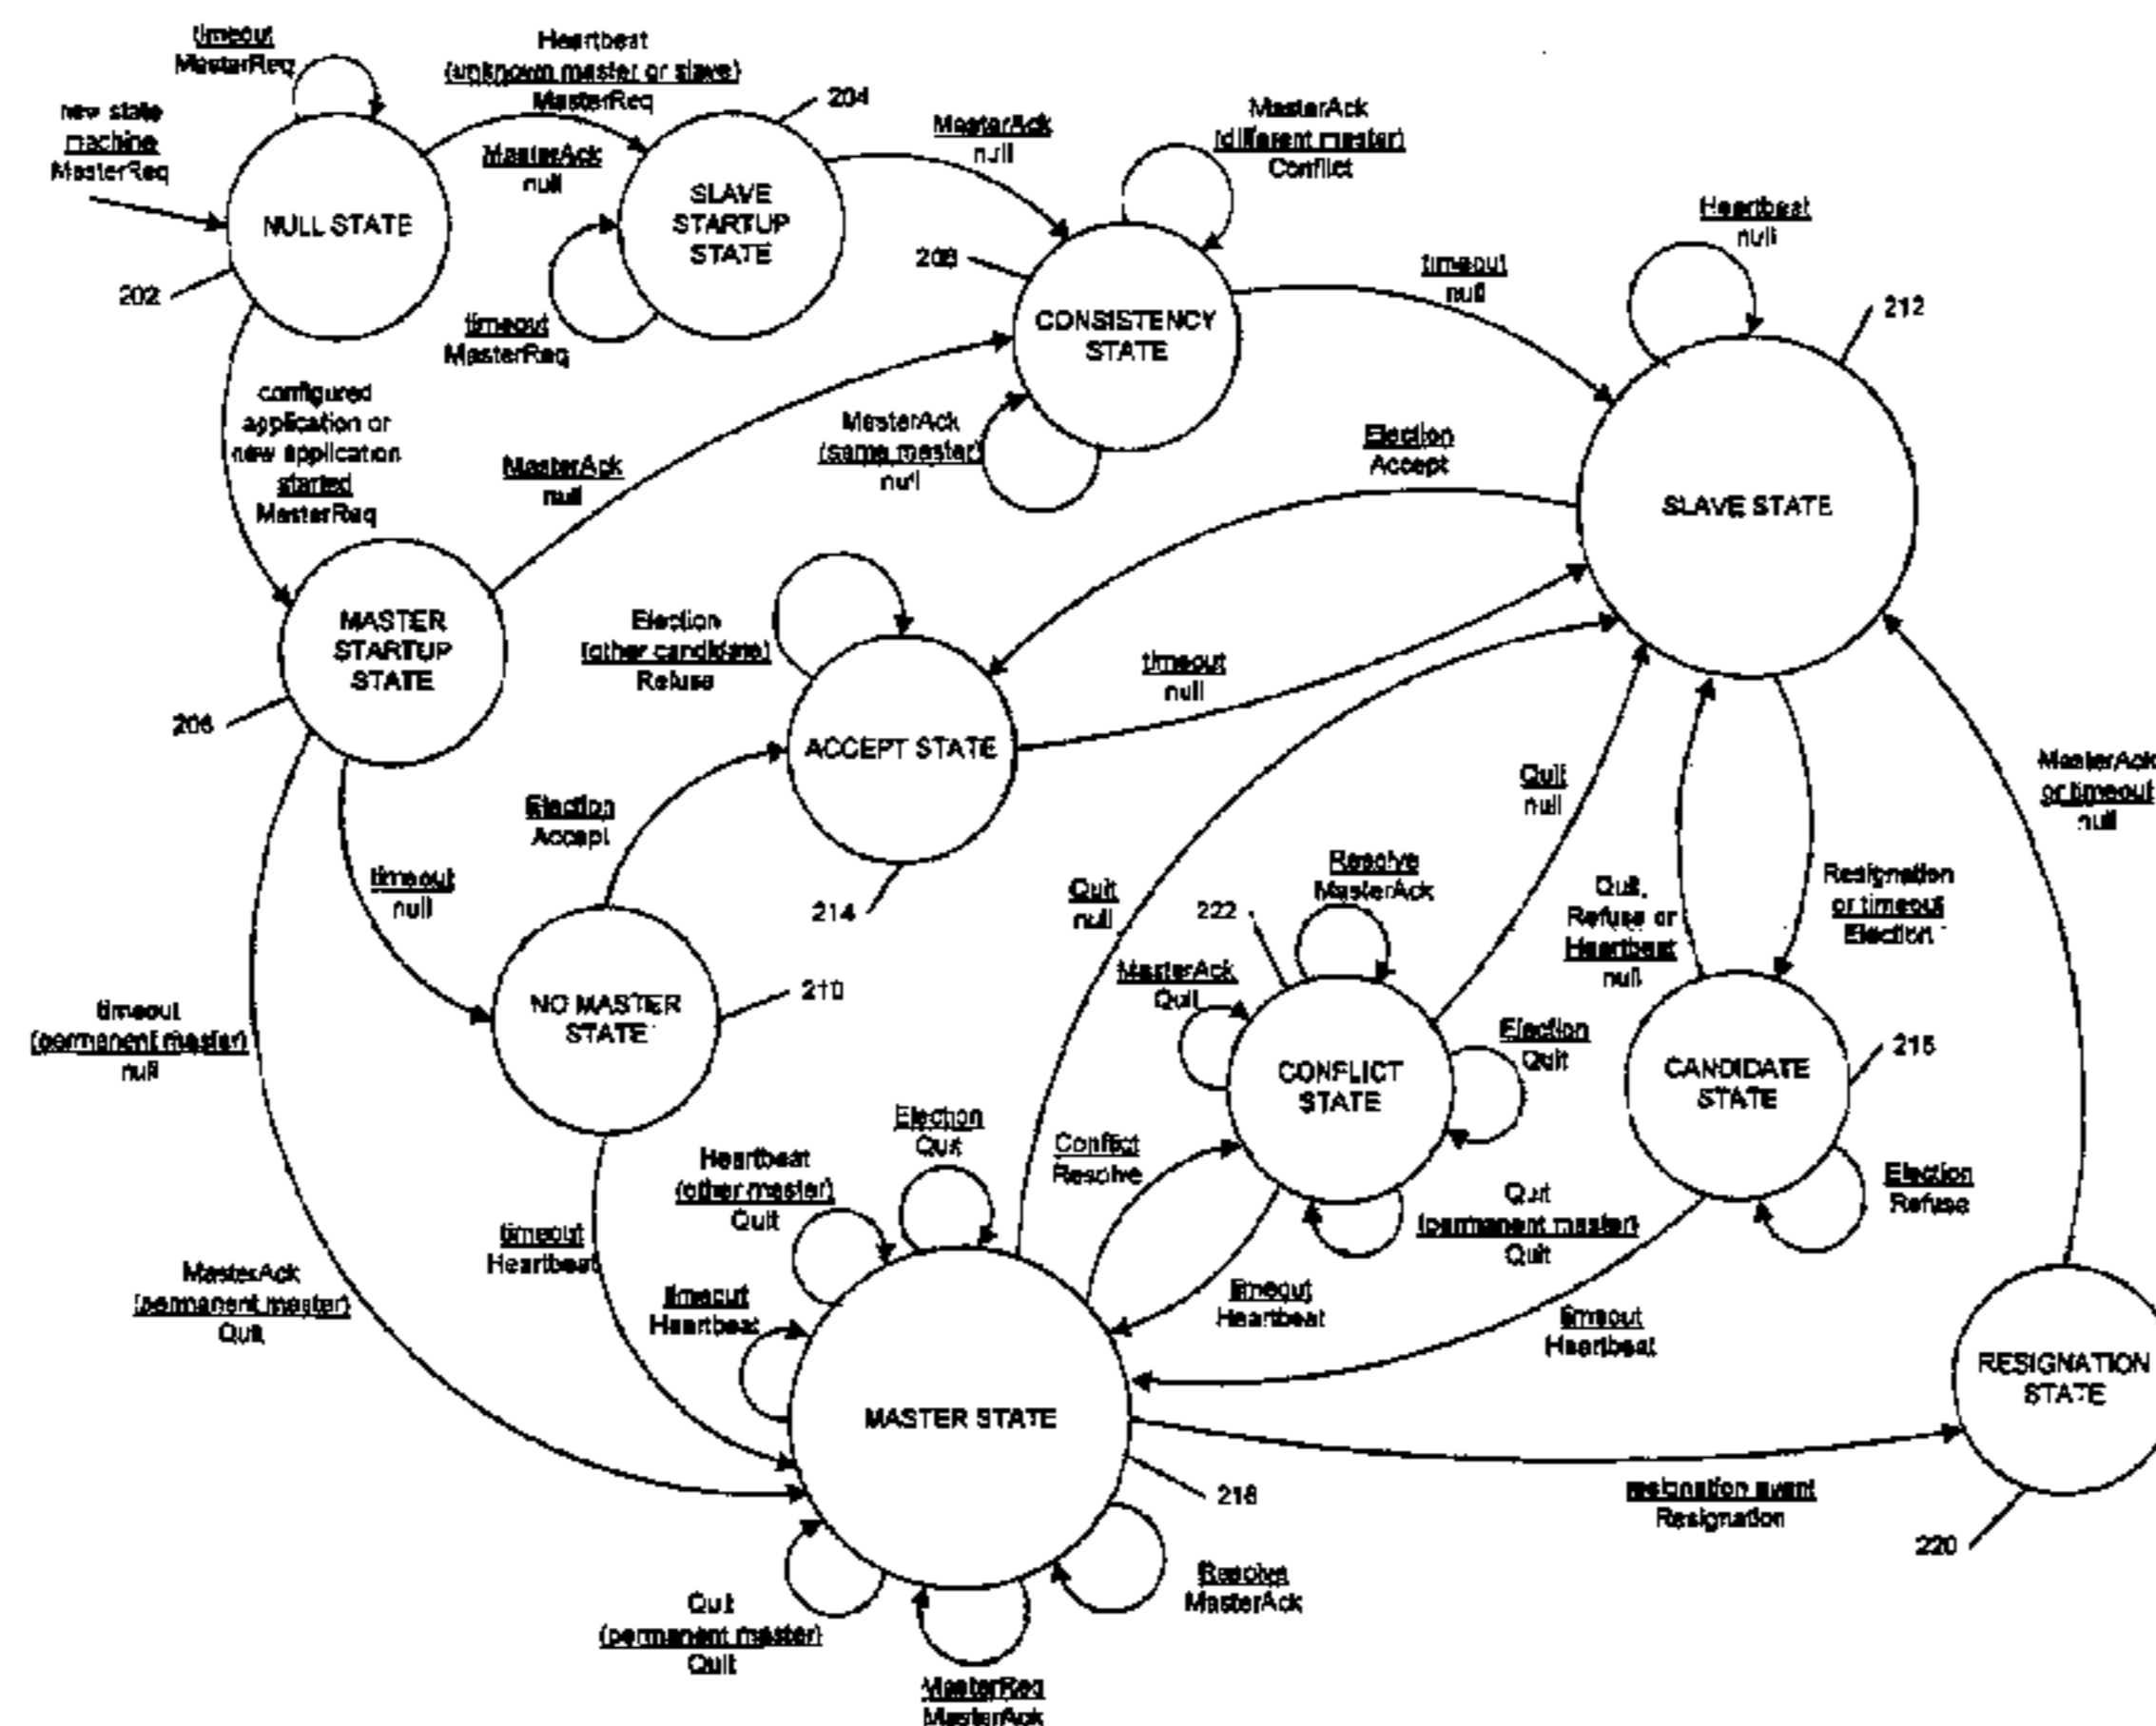 timeout
MasterReq
Heartbeat
(unknown master or slave)
MasterReq
204
new state
machine
MasterReq
MasterAck
null
MasterAck
null
MasterAck
(different master)
Conflict
NULL STATE
SLAVE
STARTUP
STATE
Heartbeat
null
202
208
timeout
null
212
timeout
MasterReq
CONSISTENCY
STATE
configured
application or
new application
started
MasterReq
MasterAck
(same master)
null
Election
Accept
MasterAck
null
SLAVE STATE
MASTER
STARTUP
STATE
Election
(other candidate)
Refuse
timeout
null
206
ACCEPT STATE
MasterAck
or timeout
null
Quit
null
Election
Accept
timeout
null
214
Quit
null
222
Resolve
MasterAck
Quit,
Refuse or
Heartbeat
null
Resignation
or timeout
Election
NO MASTER
STATE
210
MasterAck
Quit
timeout
(permanent master)
null
Election
Quit
CONFLICT
STATE
CANDIDATE
STATE
216
Election
Quit
Heartbeat
(other master)
Quit
Conflict
Resolve
Quit
(permanent master)
Quit
Election
Refuse
timeout
Heartbeat
MasterAck
(permanent master)
Quit
timeout
Heartbeat
timeout
Heartbeat
timeout
Heartbeat
RESIGNATION
STATE
MASTER STATE
218
resignation event
Resignation
220
Quit
(permanent master)
Quit
Resolve
MasterAck
MasterReq
MasterAck